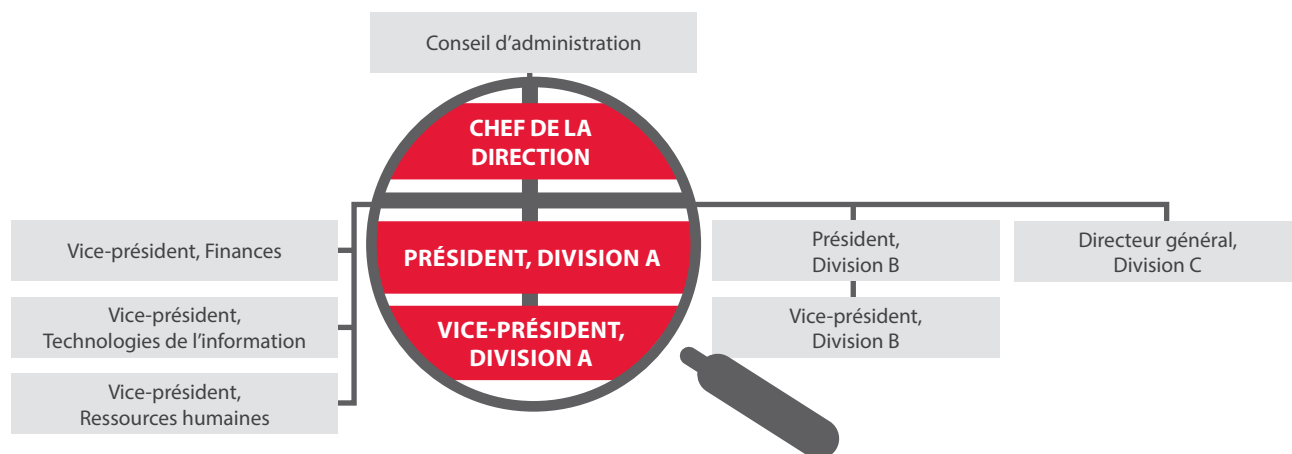 Conseil d’administration
CHEF DE LA
DIRECTION
Vice-président, Finances
PRÉSIDENT, DIVISION A
Président,
Division B
Directeur général,
Division C
Vice-président,
Technologies de l’information
VICE-PRÉSIDENT,
DIVISION A
Vice-président,
Division B
Vice-président,
Ressources humaines